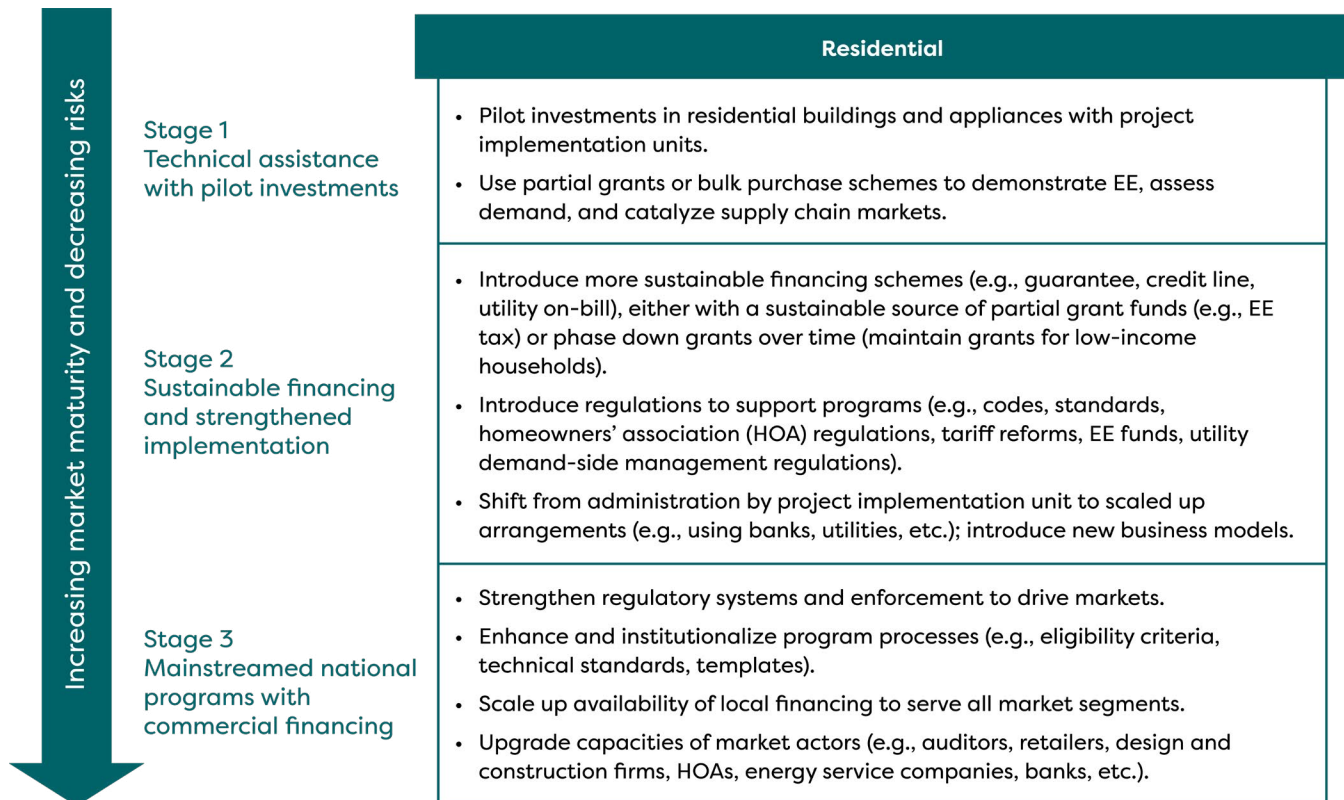 Increasing market maturity and decreasing risks
Residential
Stage 1
Technical assistance
with pilot investments
• Pilot investments in residential buildings and appliances with project
implementation units.
• Use partial grants or bulk purchase schemes to demonstrate EE, assess
demand, and catalyze supply chain markets.
Stage 2
Sustainable financing
and strengthened
implementation
• Introduce more sustainable financing schemes (e.g., guarantee, credit line,
utility on-bill), either with a sustainable source of partial grant funds (e.g., EE
tax) or phase down grants over time (maintain grants for low-income
households).
• Introduce regulations to support programs (e.g., codes, standards,
homeowners’ association (HOA) regulations, tariff reforms, EE funds, utility
demand-side management regulations).
• Shift from administration by project implementation unit to scaled up
arrangements (e.g., using banks, utilities, etc.); introduce new business models.
Stage 3
Mainstreamed national
programs with
commercial financing
• Strengthen regulatory systems and enforcement to drive markets.
• Enhance and institutionalize program processes (e.g., eligibility criteria,
technical standards, templates).
• Scale up availability of local financing to serve all market segments.
• Upgrade capacities of market actors (e.g., auditors, retailers, design and
construction firms, HOAs, energy service companies, banks, etc.).